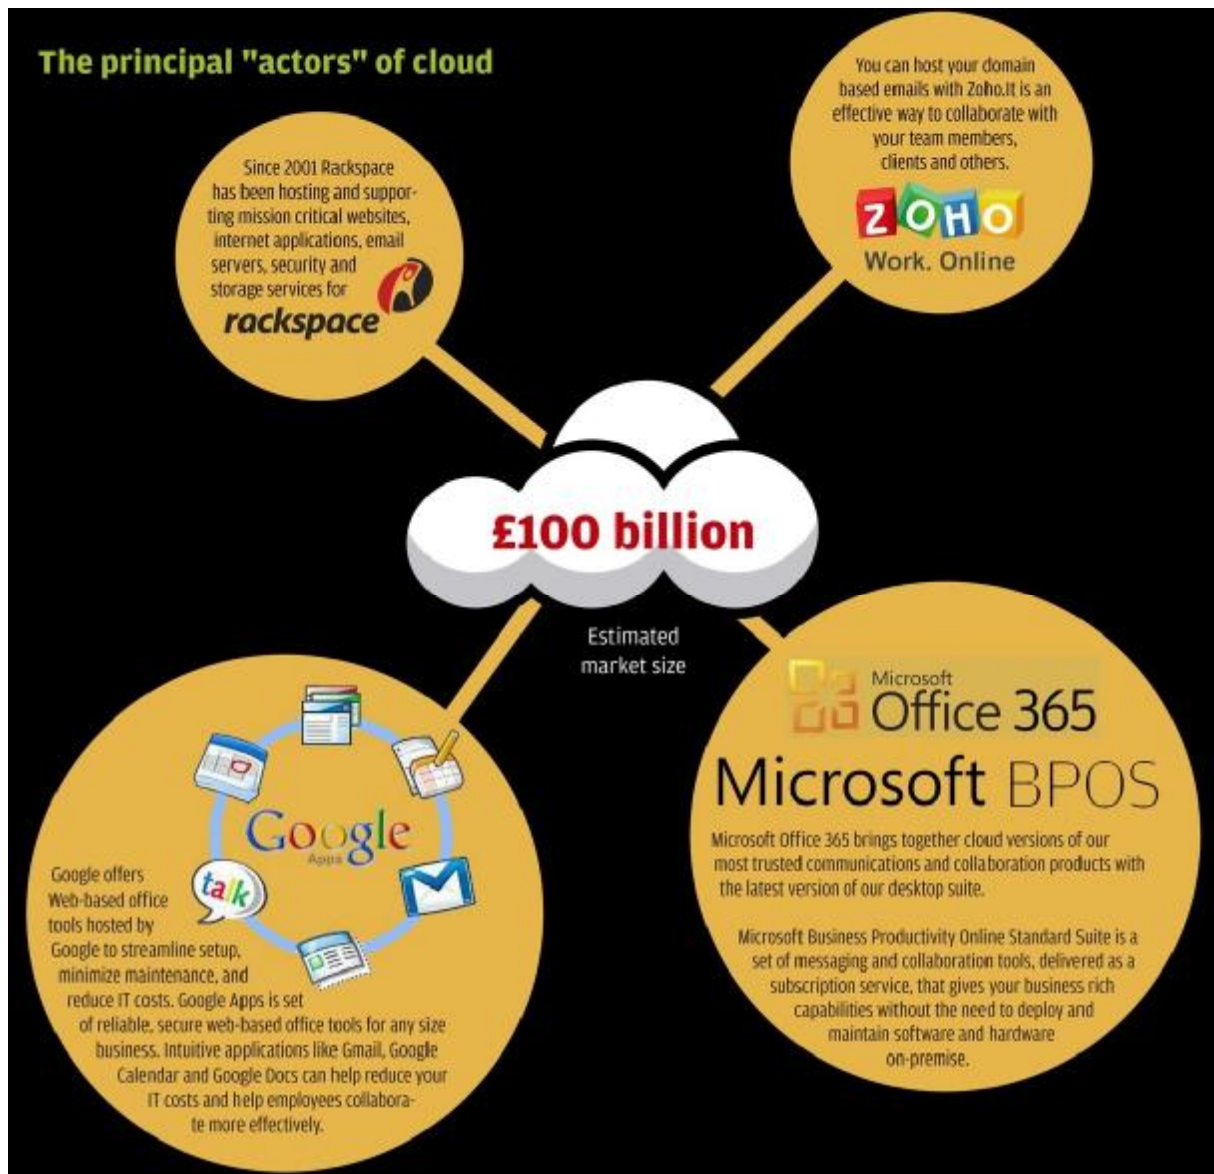 The principal "actors" of cloud
Since 2001 Rackspace
has been hosting and suppor-
ting mission critical websites,
internet applications, email
servers, security and
storage services for
rackspace
You can host your domain
based emails with Zoho.It is an
effective way to collaborate with
your team members,
clients and others.
ZOHO
Work. Online
£100 billion
Estimated
market size
Google
Apps
talk
Google offers
Web-based office
tools hosted by
Google to streamline setup,
minimize maintenance, and
reduce IT costs. Google Apps is set
of reliable, secure web-based office tools for any size
business. Intuitive applications like Gmail, Google
Calendar and Google Docs can help reduce your
IT costs and help employees collabora-
te more effectively.
Microsoft
Office 365
Microsoft BPOS
Microsoft Office 365 brings together cloud versions of our
most trusted communications and collaboration products with
the latest version of our desktop suite.
Microsoft Business Productivity Online Standard Suite is a
set of messaging and collaboration tools, delivered as a
subscription service, that gives your business rich
capabilities without the need to deploy and
maintain software and hardware
on-premise.